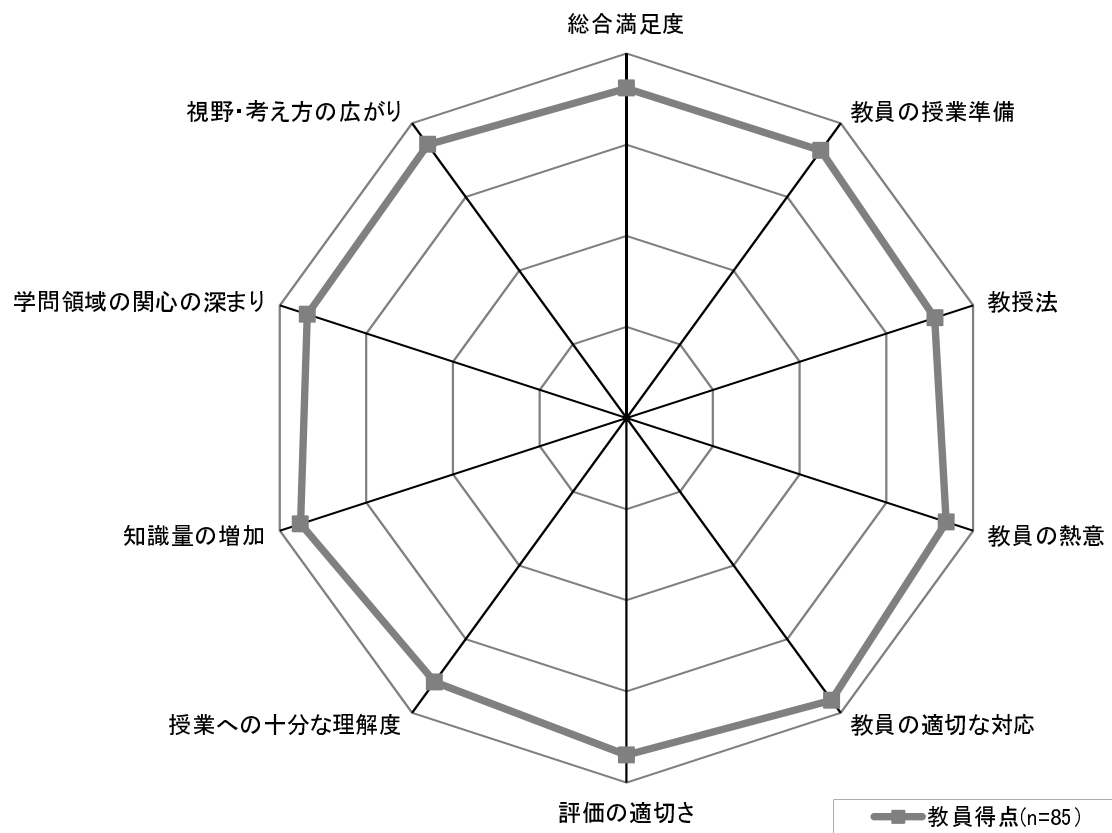 総合満足度
視野・考え方の広がり
教員の授業準備
学問領域の関心の深まり
教授法
知識量の増加
教員の熱意
授業への十分な理解度
教員の適切な対応
評価の適切さ
教員得点(n=85)